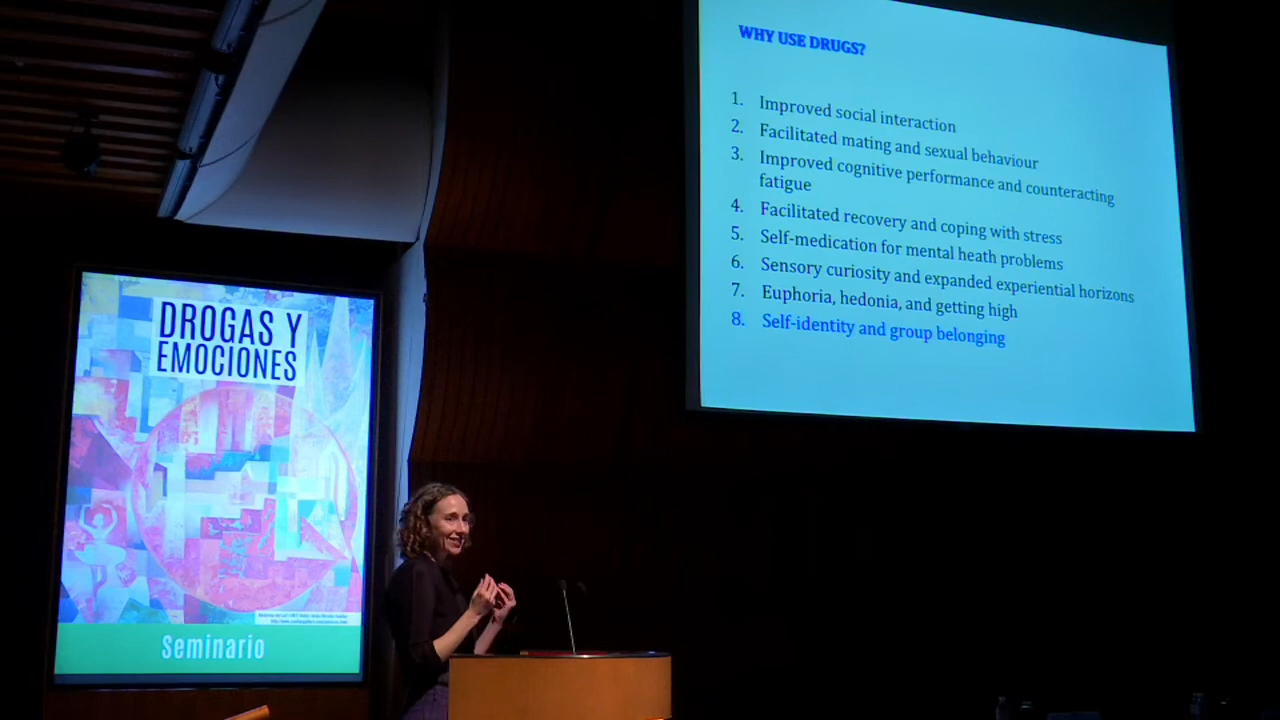 WHY USE DRUGS?
1. Improved social interaction
2. Facilitated mating and sexual behaviour
3. Improved cognitive performance and counteracting
fatigue
4. Facilitated recovery and coping with stress
5. Self-medication for mental heath problems
6. Sensory curiosity and expanded experiential horizons
7. Euphoria, hedonia, and getting high
8. Self-identity and group belonging
DROGAS Y
EMOCIONES
Seminario